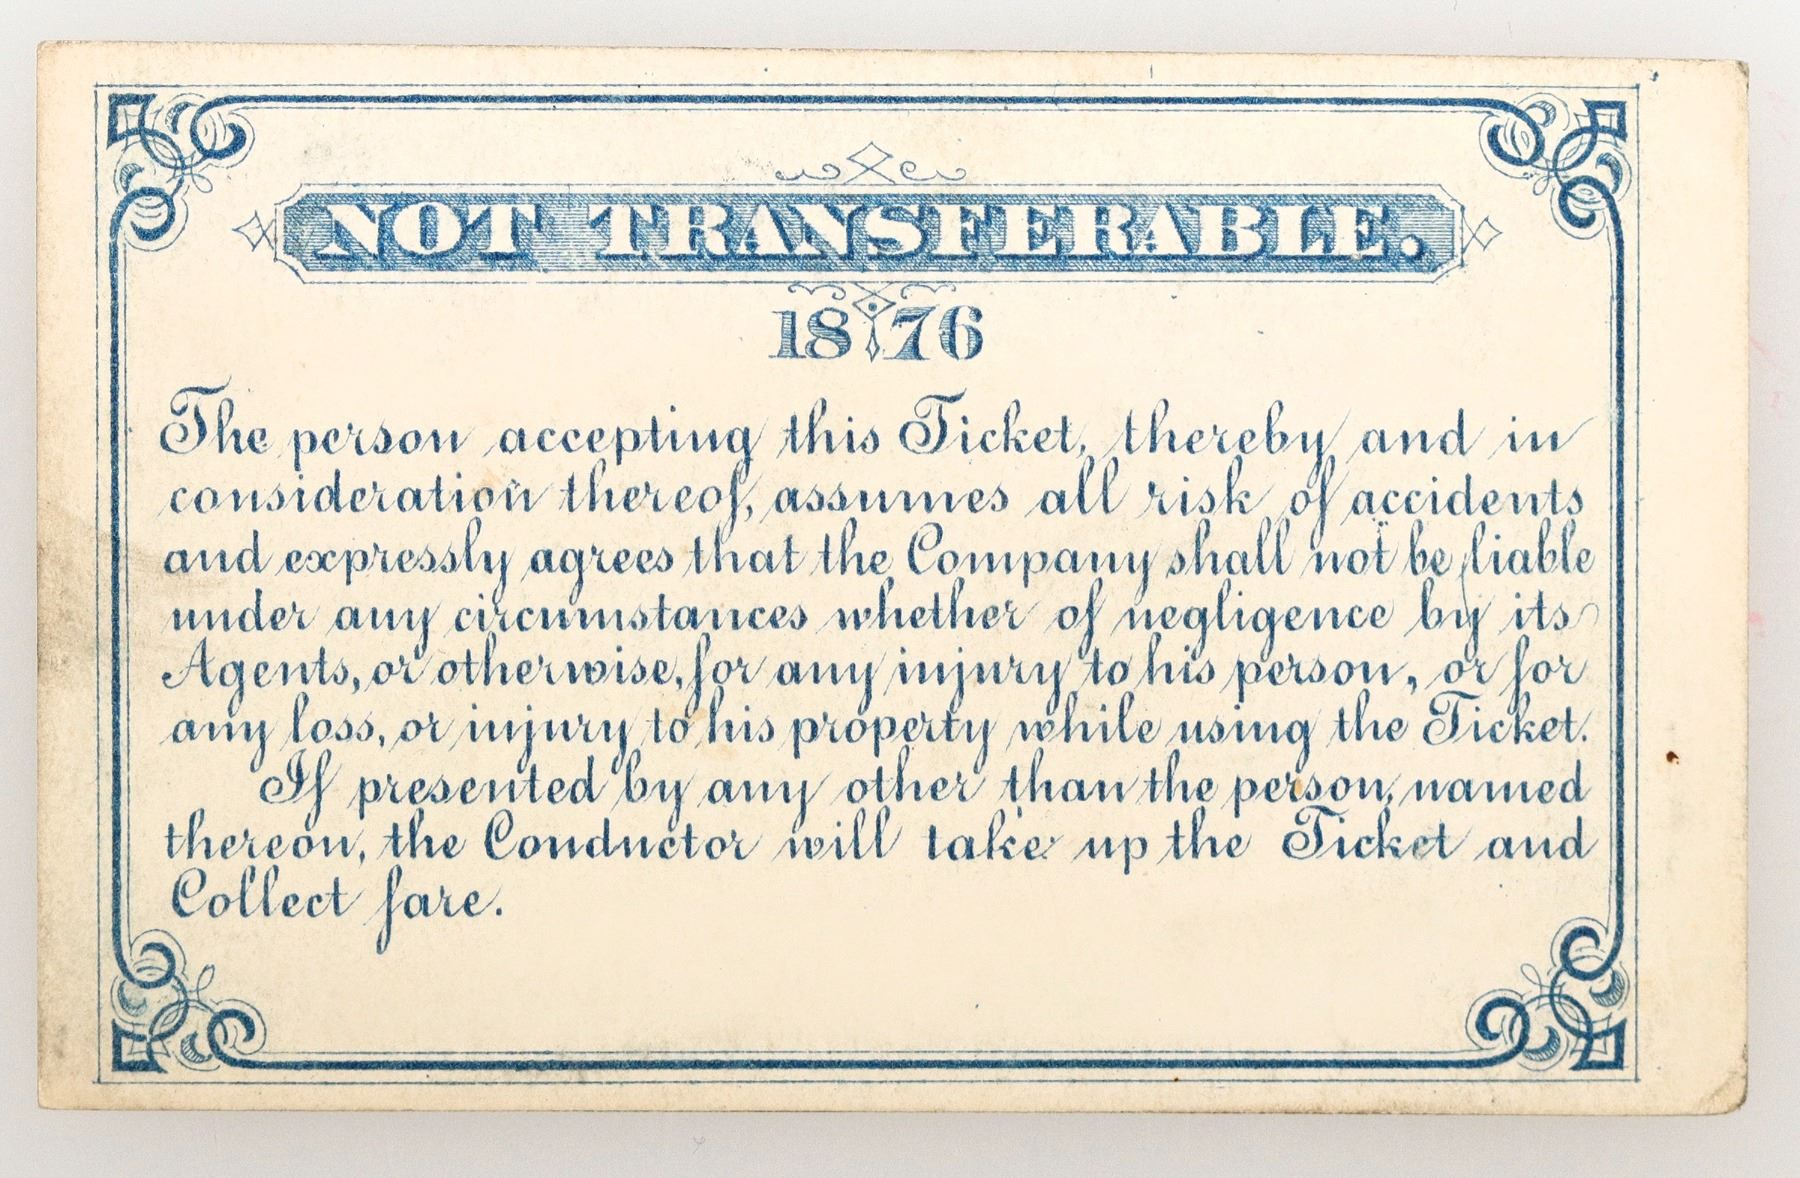 NOT TRANSFERABLE.
1876
The person accepting this Ticket, thereby and in
consideration thereof, assumes all risk of accidents
and expressly agrees that the Company shall not be liable
under any circumstances whether of negligence by its
Agents, or otherwise, for any injury to his person, or for
any loss, or injury to his property while using the Ticket.
If presented by any other than the person, named
thereon, the Conductor will take up the Ticket and
Collect fare.